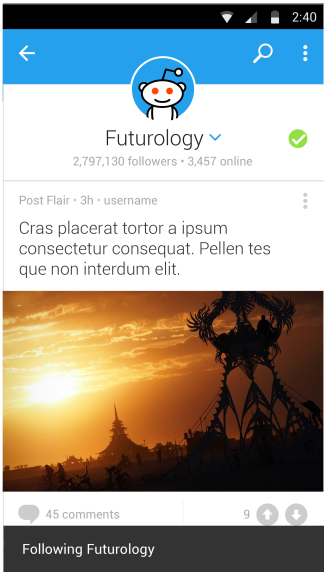 2:40
Futurology
2,797,130 followers • 3,457 online
Post Flair • 3h • username
Cras placerat tortor a ipsum
consectetur consequat. Pellen tes
que non interdum elit.
45 comments
9
Following Futurology